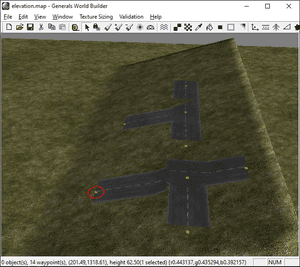 elevation.map - Generals World Builder
File Edit View Window Texture Sizing Validation Help
0 object(s), 14 waypoint(s), (201.49,1318.61), height 62.50(1 selected) (r0.443137,g0.435294,b0.392157) NUM